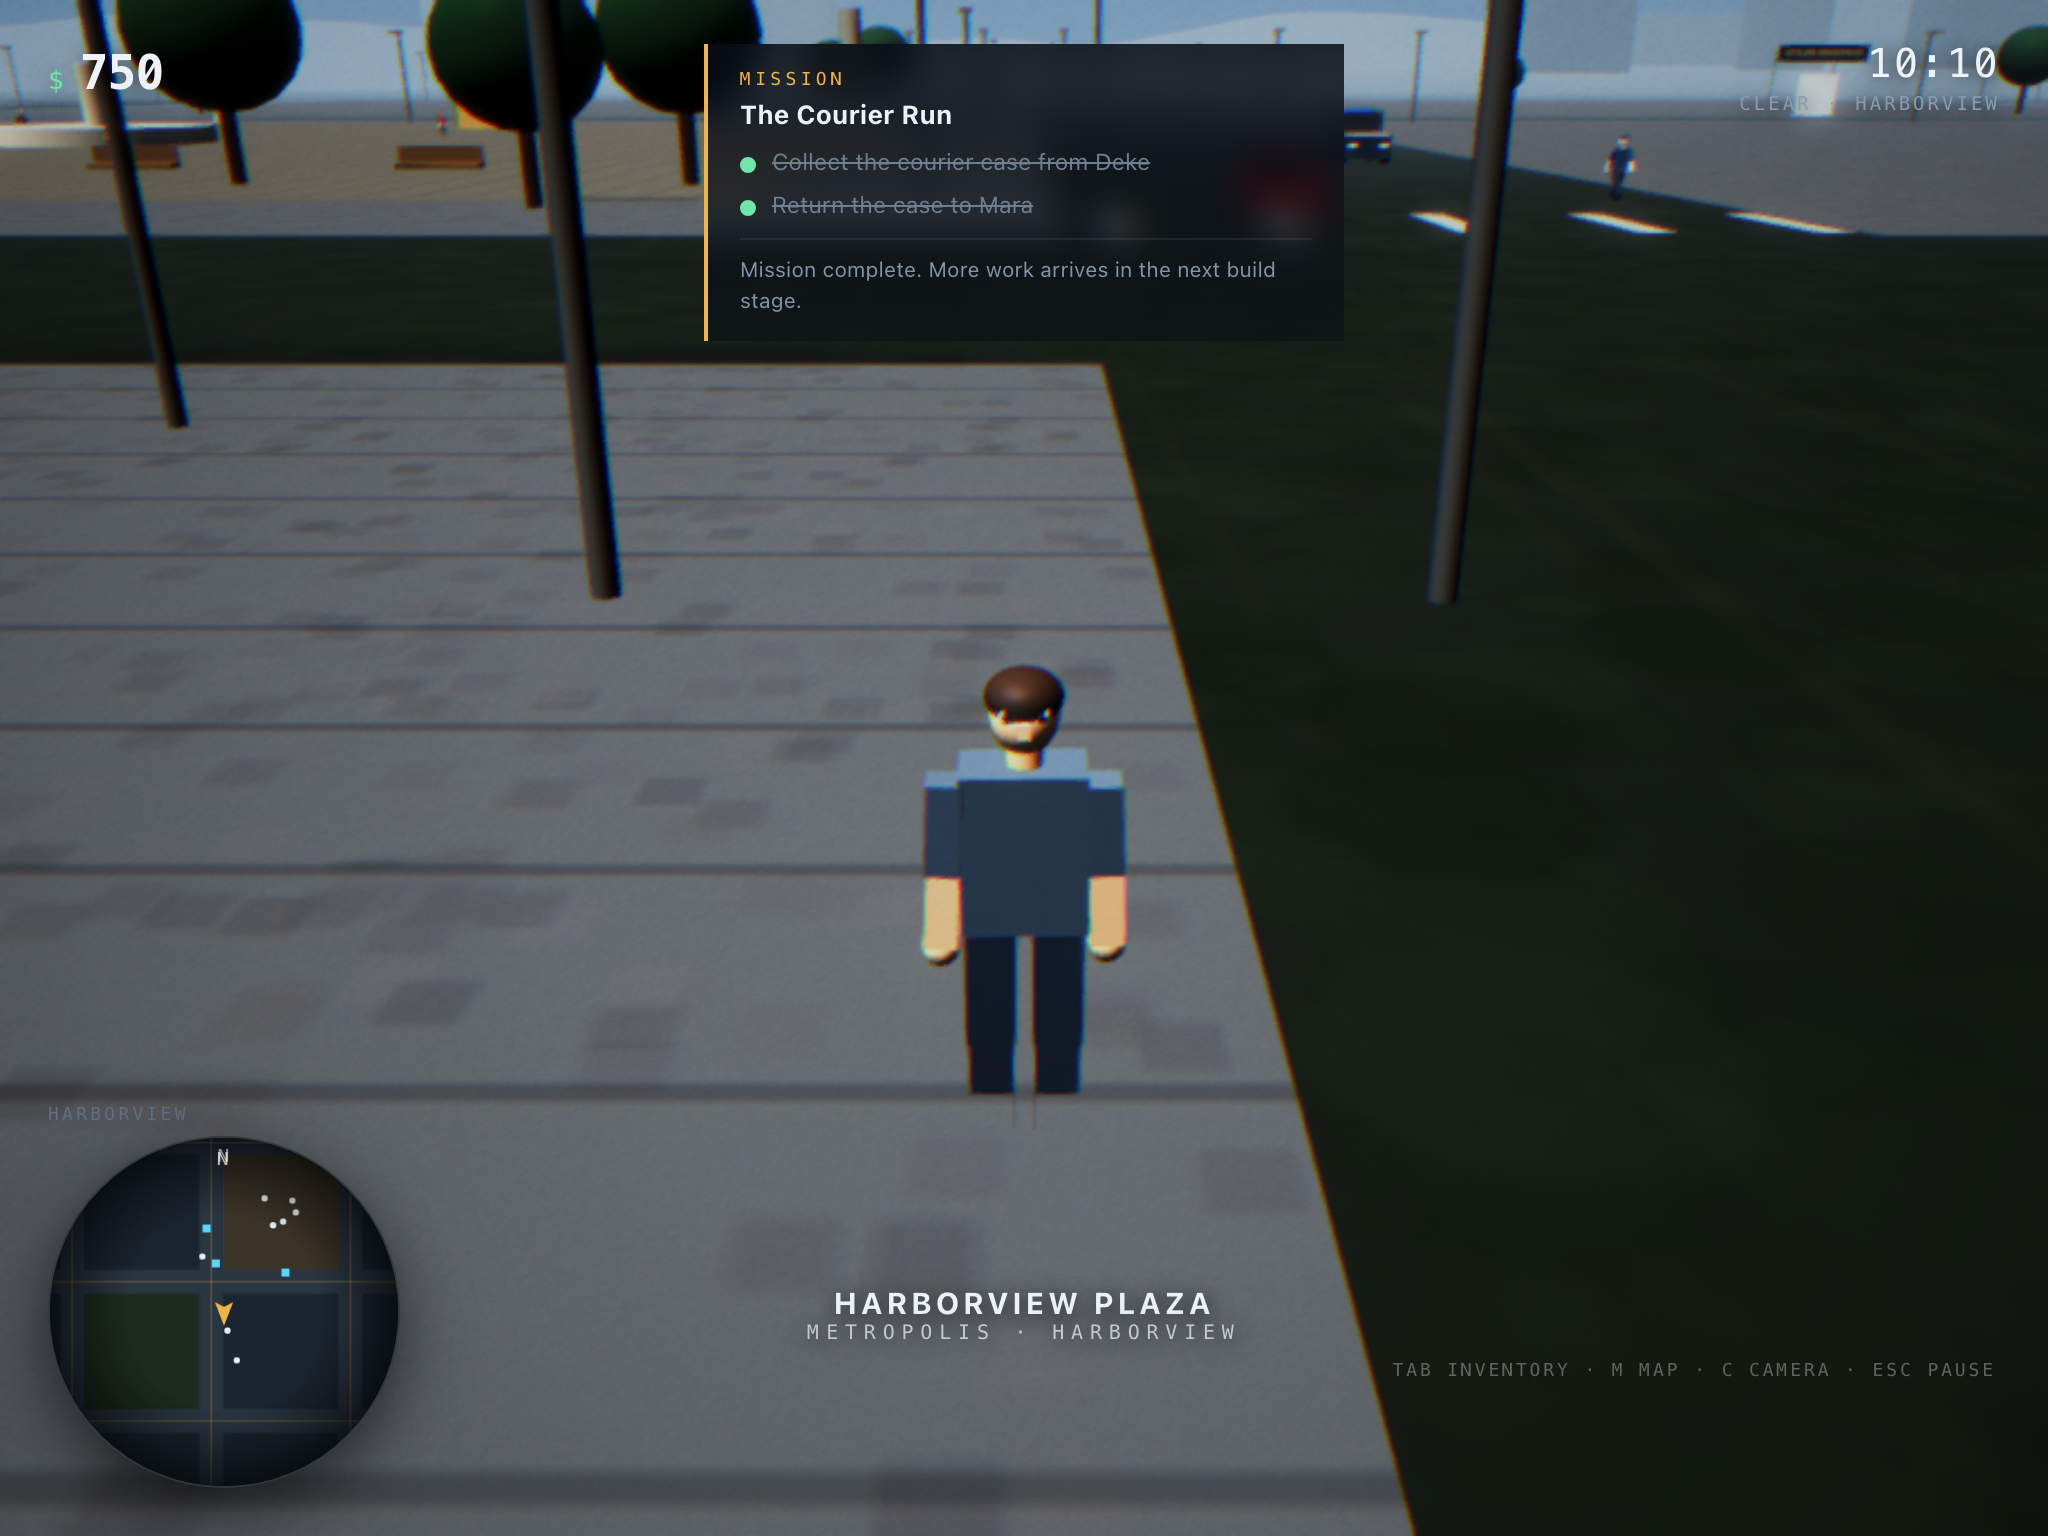 $ 750
MISSION
The Courier Run
Collect the courier case from Deke
Return the case to Mara
Mission complete. More work arrives in the next build
stage.
10:10
CLEAR · HARBORVIEW
HARBORVIEW
N
HARBORVIEW PLAZA
METROPOLIS · HARBORVIEW
TAB INVENTORY · M MAP · C CAMERA · ESC PAUSE